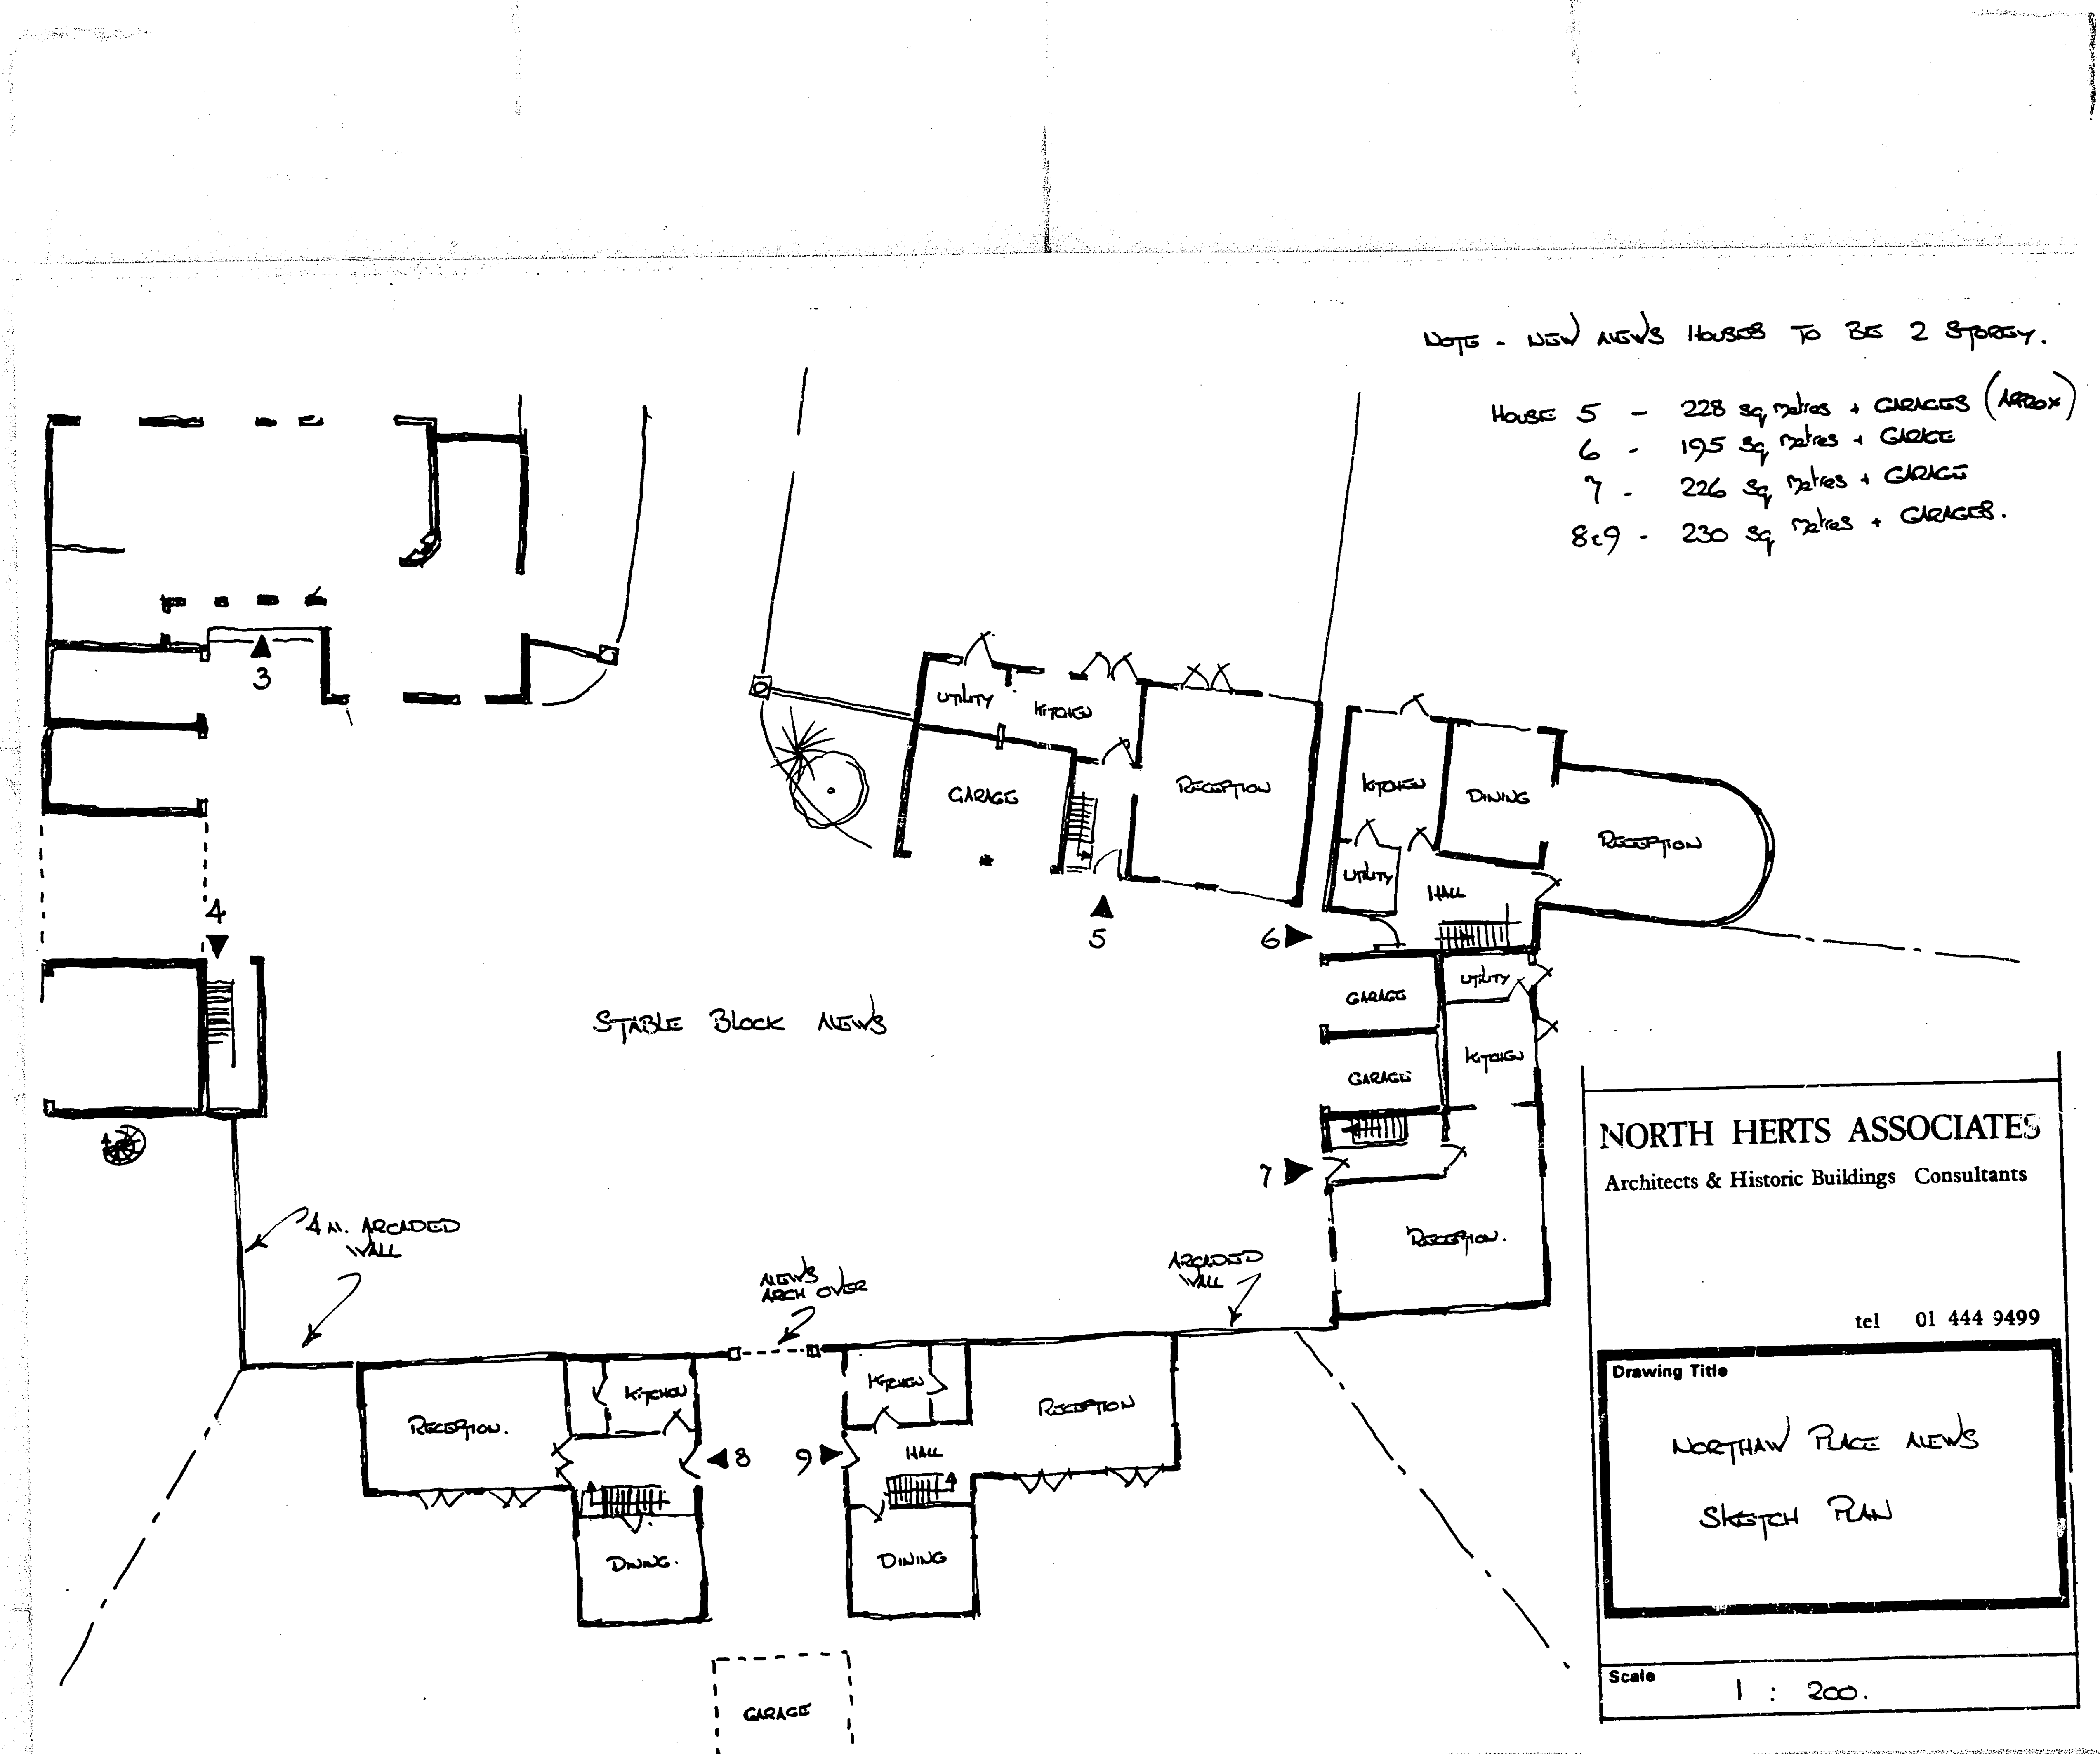 NOTE - NEW MEWS HOUSES TO BE 2 STOREY.
HOUSE 5 - 228 sq metres + GARAGES (APPROX)
6 - 195 sq metres + GARAGE
7 - 226 sq metres + GARAGE
8&9 - 230 sq metres + GARAGES.
3
UTILITY
KITCHEN
GARAGE
RECEPTION
5
KITCHEN
DINING
RECEPTION
UTILITY
HALL
6
4
STABLE BLOCK MEWS
GARAGE
UTILITY
GARAGE
KITCHEN
7
RECEPTION.
4 M. ARCADED
WALL
MEWS
ARCH OVER
ARCADED
WALL
RECEPTION.
KITCHEN
8
DINING.
KITCHEN
RECEPTION
9
HALL
DINING
GARAGE
NORTH HERTS ASSOCIATES
Architects & Historic Buildings Consultants
tel 01 444 9499
Drawing Title
NORTHAW PLACE MEWS
SKETCH PLAN
Scale
1 : 200.